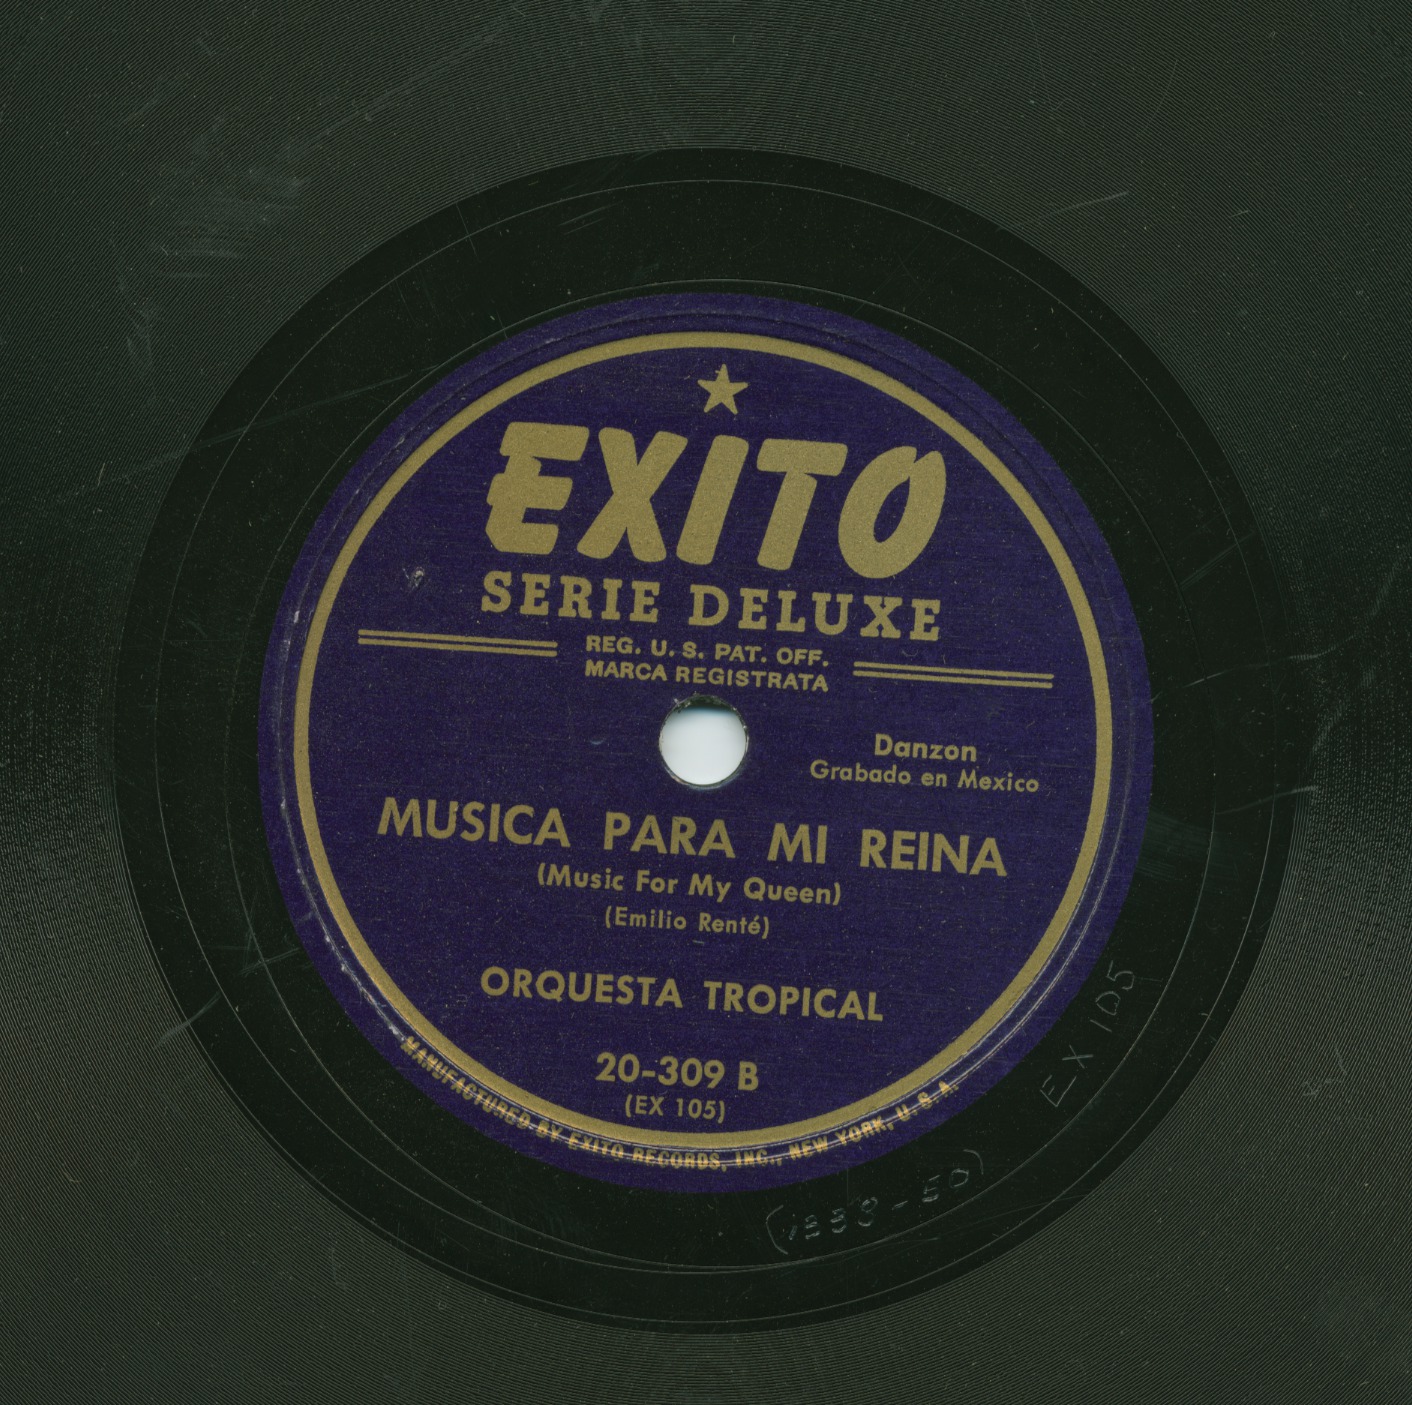 EXITO
SERIE DELUXE
REG. U. S. PAT. OFF.
MARCA REGISTRATA
Danzon
Grabado en Mexico
MUSICA PARA MI REINA
(Music For My Queen)
(Emilio Renté)
ORQUESTA TROPICAL
20-309 B
(EX 105)
MANUFACTURED BY EXITO RECORDS, INC., NEW YORK, U. S. A.
EX 105